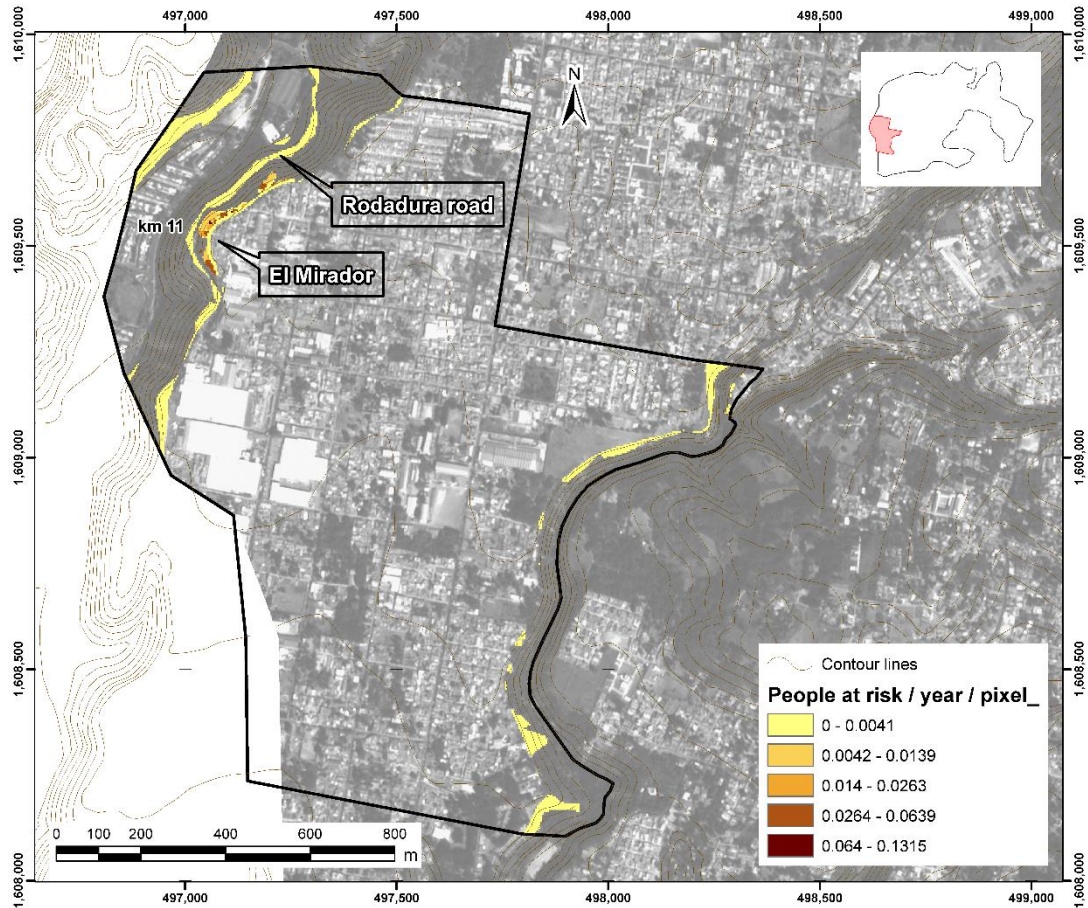 497,000 497,500 498,000 498,500 499,000
1,610,000
1,610,000
N
Rodadura road
km 11
1,609,500
1,609,500
El Mirador
1,609,000
1,609,000
1,608,500
1,608,500
Contour lines
People at risk / year / pixel_
0 - 0.0041
0.0042 - 0.0139
0.014 - 0.0263
0.0264 - 0.0639
0.064 - 0.1315
0 100 200 400 600 800
m
1,608,000
1,608,000
497,000 497,500 498,000 498,500 499,000